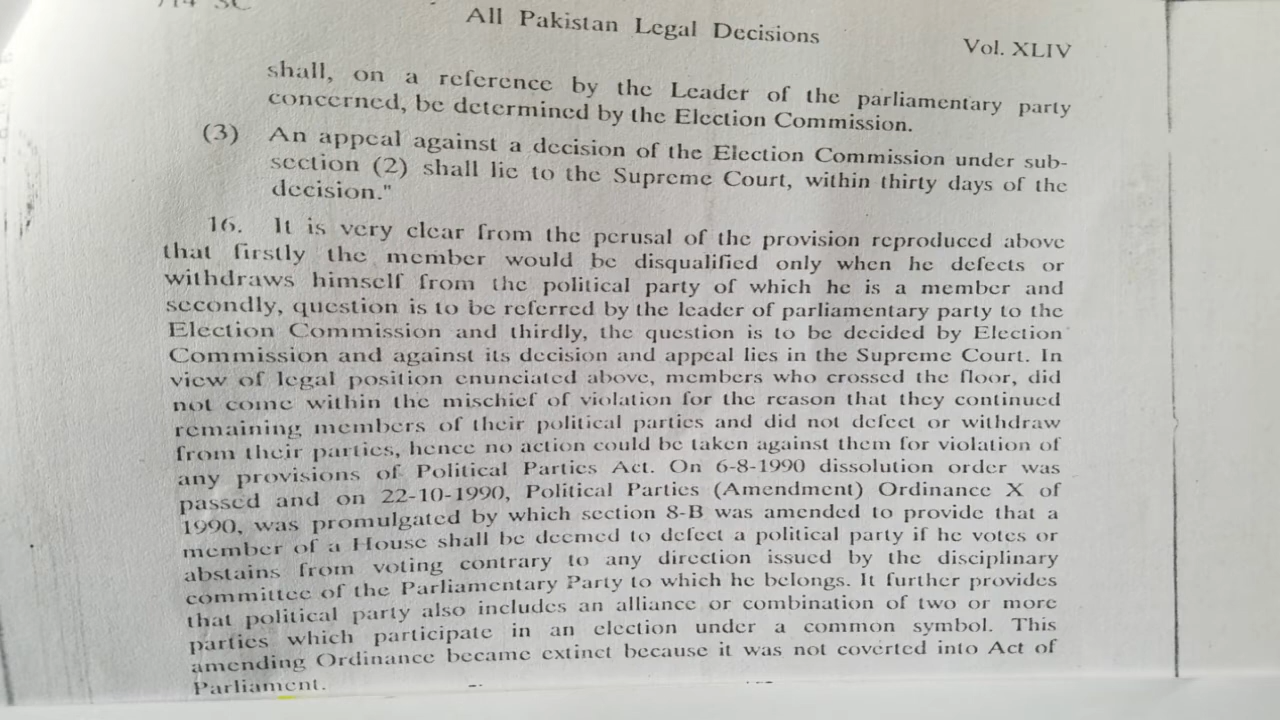 714 SC
All Pakistan Legal Decisions
Vol. XLIV
shall, on a reference by the Leader of the parliamentary party
concerned, be determined by the Election Commission.
(3) An appeal against a decision of the Election Commission under sub-
section (2) shall lie to the Supreme Court, within thirty days of the
decision."
16. It is very clear from the perusal of the provision reproduced above
that firstly the member would be disqualified only when he defects or
withdraws himself from the political party of which he is a member and
secondly, question is to be referred by the leader of parliamentary party to the
Election Commission and thirdly, the question is to be decided by Election
Commission and against its decision and appeal lies in the Supreme Court. In
view of legal position enunciated above, members who crossed the floor, did
not come within the mischief of violation for the reason that they continued
remaining members of their political parties and did not defect or withdraw
from their parties, hence no action could be taken against them for violation of
any provisions of Political Parties Act. On 6-8-1990 dissolution order was
passed and on 22-10-1990, Political Parties (Amendment) Ordinance X of
1990, was promulgated by which section 8-B was amended to provide that a
member of a House shall be deemed to defect a political party if he votes or
abstains from voting contrary to any direction issued by the disciplinary
committee of the Parliamentary Party to which he belongs. It further provides
that political party also includes an alliance or combination of two or more
parties which participate in an election under a common symbol. This
amending Ordinance became extinct because it was not coverted into Act of
Parliament.